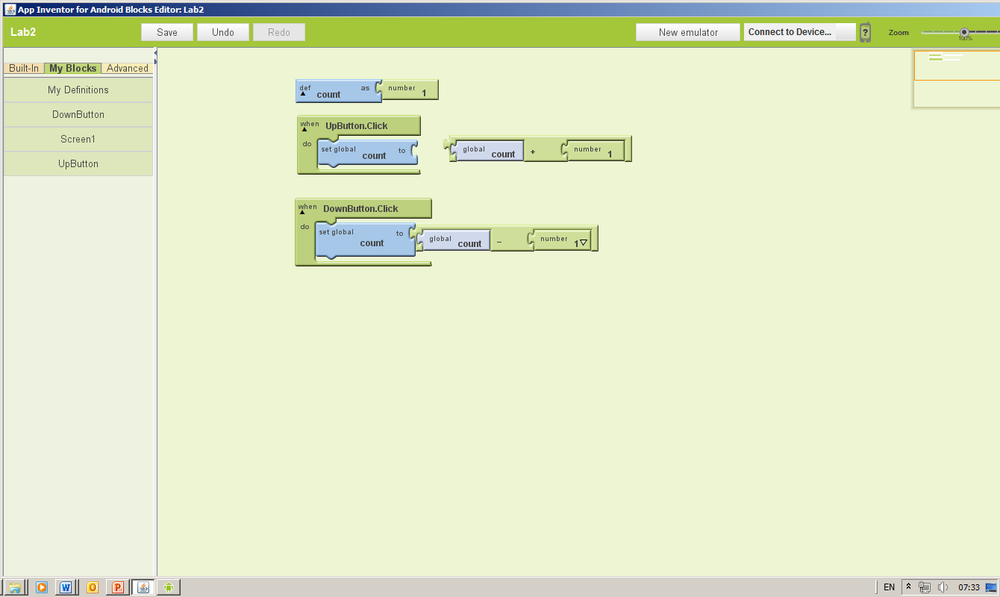 App Inventor for Android Blocks Editor: Lab2
Lab2 Save Undo Redo New emulator Connect to Device... ? Zoom 100%
Built-In My Blocks Advanced
My Definitions
DownButton
Screen1
UpButton
def count as number 1
when UpButton.Click
do set global count to
global count + number 1
when DownButton.Click
do set global count to global count - number 1
EN 07:33